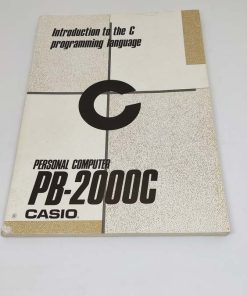 Introduction to the C
programming language
C
PERSONAL COMPUTER
PB-2000C
CASIO